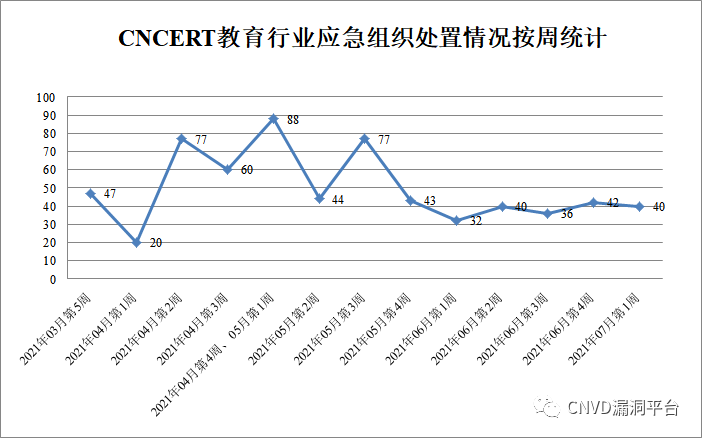 CNCERT教育行业应急组织处置情况按周统计
100
90
80
70
60
50
40
30
20
10
0
47
20
77
60
88
44
77
43
32
40
36
42
40
2021年03月第5周
2021年04月第1周
2021年04月第2周
2021年04月第3周
2021年04月第4周、05月第1周
2021年05月第2周
2021年05月第3周
2021年05月第4周
2021年06月第1周
2021年06月第2周
2021年06月第3周
2021年06月第4周
2021年07月第1周
CNVD漏洞平台